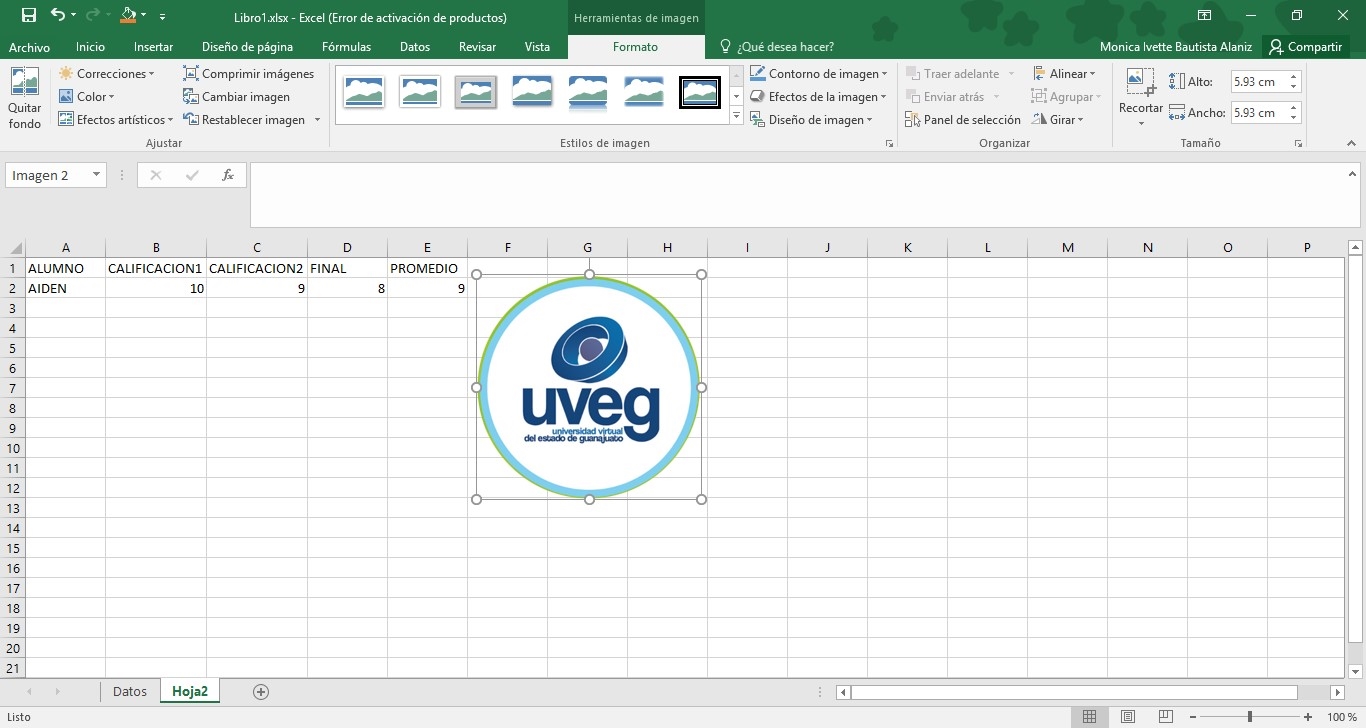 Libro1.xlsx - Excel (Error de activación de productos)
Herramientas de imagen
Archivo Inicio Insertar Diseño de página Fórmulas Datos Revisar Vista Formato ¿Qué desea hacer? Monica Ivette Bautista Alaniz Compartir
Quitar fondo
Correcciones
Color
Efectos artísticos
Comprimir imágenes
Cambiar imagen
Restablecer imagen
Ajustar
Estilos de imagen
Contorno de imagen
Efectos de la imagen
Diseño de imagen
Traer adelante
Enviar atrás
Panel de selección
Alinear
Agrupar
Girar
Organizar
Recortar
Alto: 5.93 cm
Ancho: 5.93 cm
Tamaño
Imagen 2
fx
A B C D E F G H I J K L M N O P
1 ALUMNO CALIFICACION1 CALIFICACION2 FINAL PROMEDIO
2 AIDEN 10 9 8 9
3
4
5
6
7
8
9
10
11
12
13
14
15
16
17
18
19
20
21
uveg
universidad virtual
del estado de guanajuato
Datos Hoja2
Listo
100 %